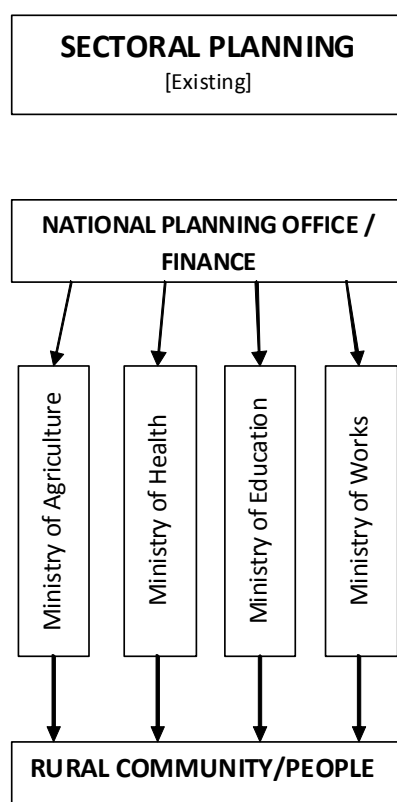 SECTORAL PLANNING
[Existing]
NATIONAL PLANNING OFFICE /
FINANCE
Ministry of Agriculture
Ministry of Health
Ministry of Education
Ministry of Works
RURAL COMMUNITY/PEOPLE